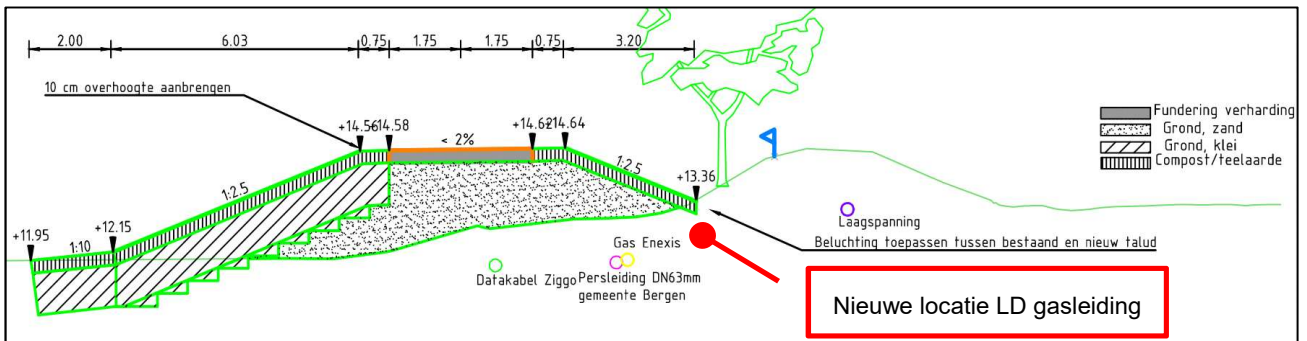 2.00 6.03 0.75 1.75 1.75 0.75 3.20
10 cm overhoogte aanbrengen
+14.56 +14.58 +14.62 +14.64
< 2%
Fundering verharding
Grond, zand
Grond, klei
Compost/teelaarde
1:2.5
1:2.5
+13.36
+11.95
1:10
+12.15
Laagspanning
Gas Enexis
Beluchting toepassen tussen bestaand en nieuw talud
Datakabel Ziggo
Persleiding DN63mm
gemeente Bergen
Nieuwe locatie LD gasleiding